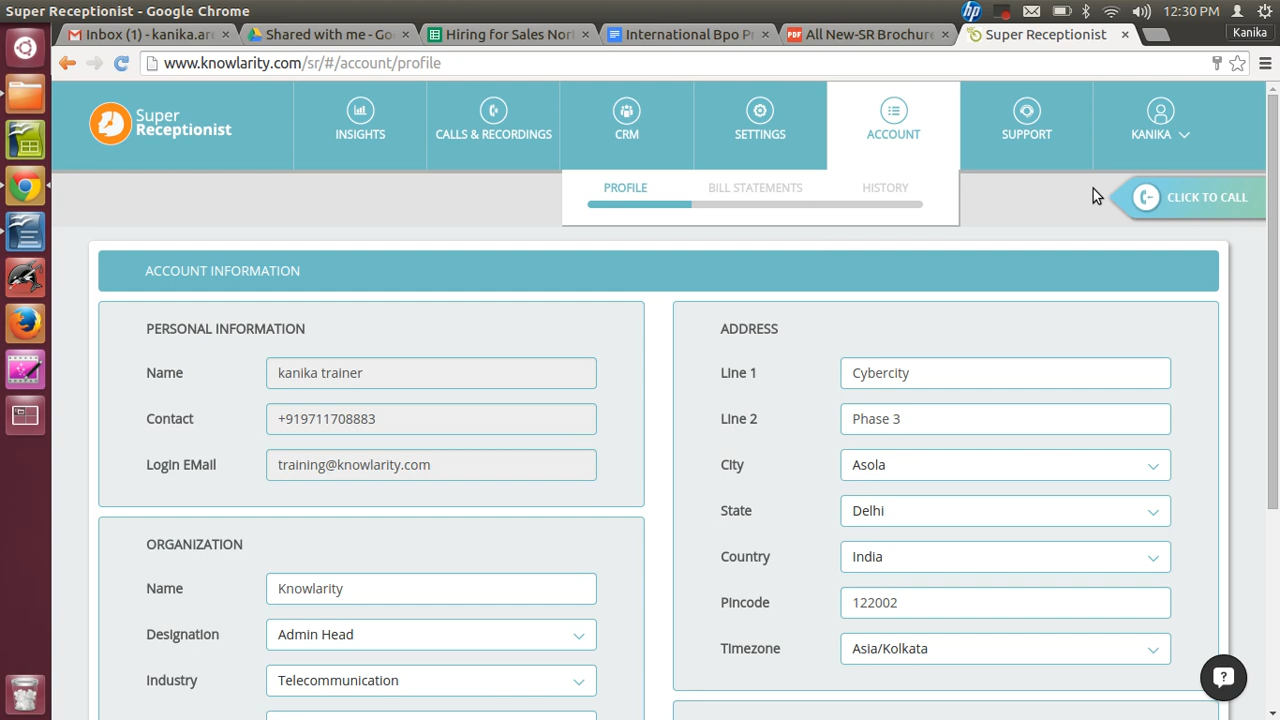 Super Receptionist - Google Chrome
12:30 PM
Inbox (1) - kanika.ar
Shared with me - Go
Hiring for Sales Nor
International Bpo P
All New-SR Brochur
Super Receptionist
Kanika
www.knowlarity.com/sr/#/account/profile
Super
Receptionist
INSIGHTS
CALLS & RECORDINGS
CRM
SETTINGS
ACCOUNT
SUPPORT
KANIKA
PROFILE
BILL STATEMENTS
HISTORY
CLICK TO CALL
ACCOUNT INFORMATION
PERSONAL INFORMATION
Name
kanika trainer
Contact
+919711708883
Login EMail
training@knowlarity.com
ORGANIZATION
Name
Knowlarity
Designation
Admin Head
Industry
Telecommunication
ADDRESS
Line 1
Cybercity
Line 2
Phase 3
City
Asola
State
Delhi
Country
India
Pincode
122002
Timezone
Asia/Kolkata